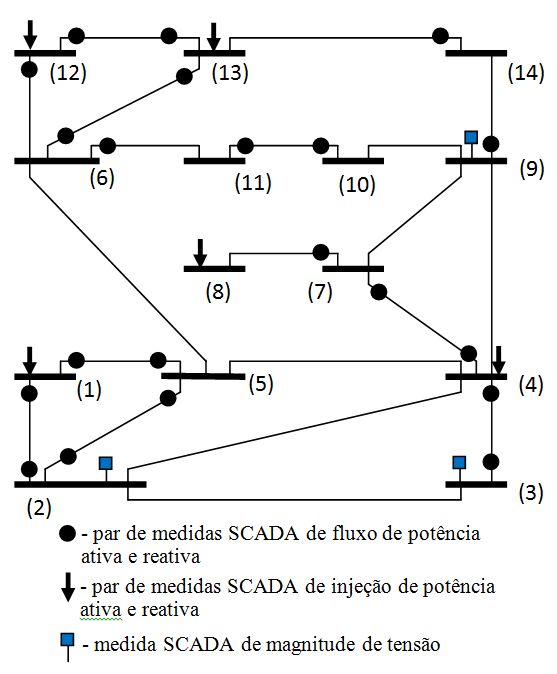 (12)
(13)
(14)
(6)
(11)
(10)
(9)
(8)
(7)
(1)
(5)
(4)
(2)
(3)
- par de medidas SCADA de fluxo de potência
ativa e reativa
- par de medidas SCADA de injeção de potência
ativa e reativa
- medida SCADA de magnitude de tensão